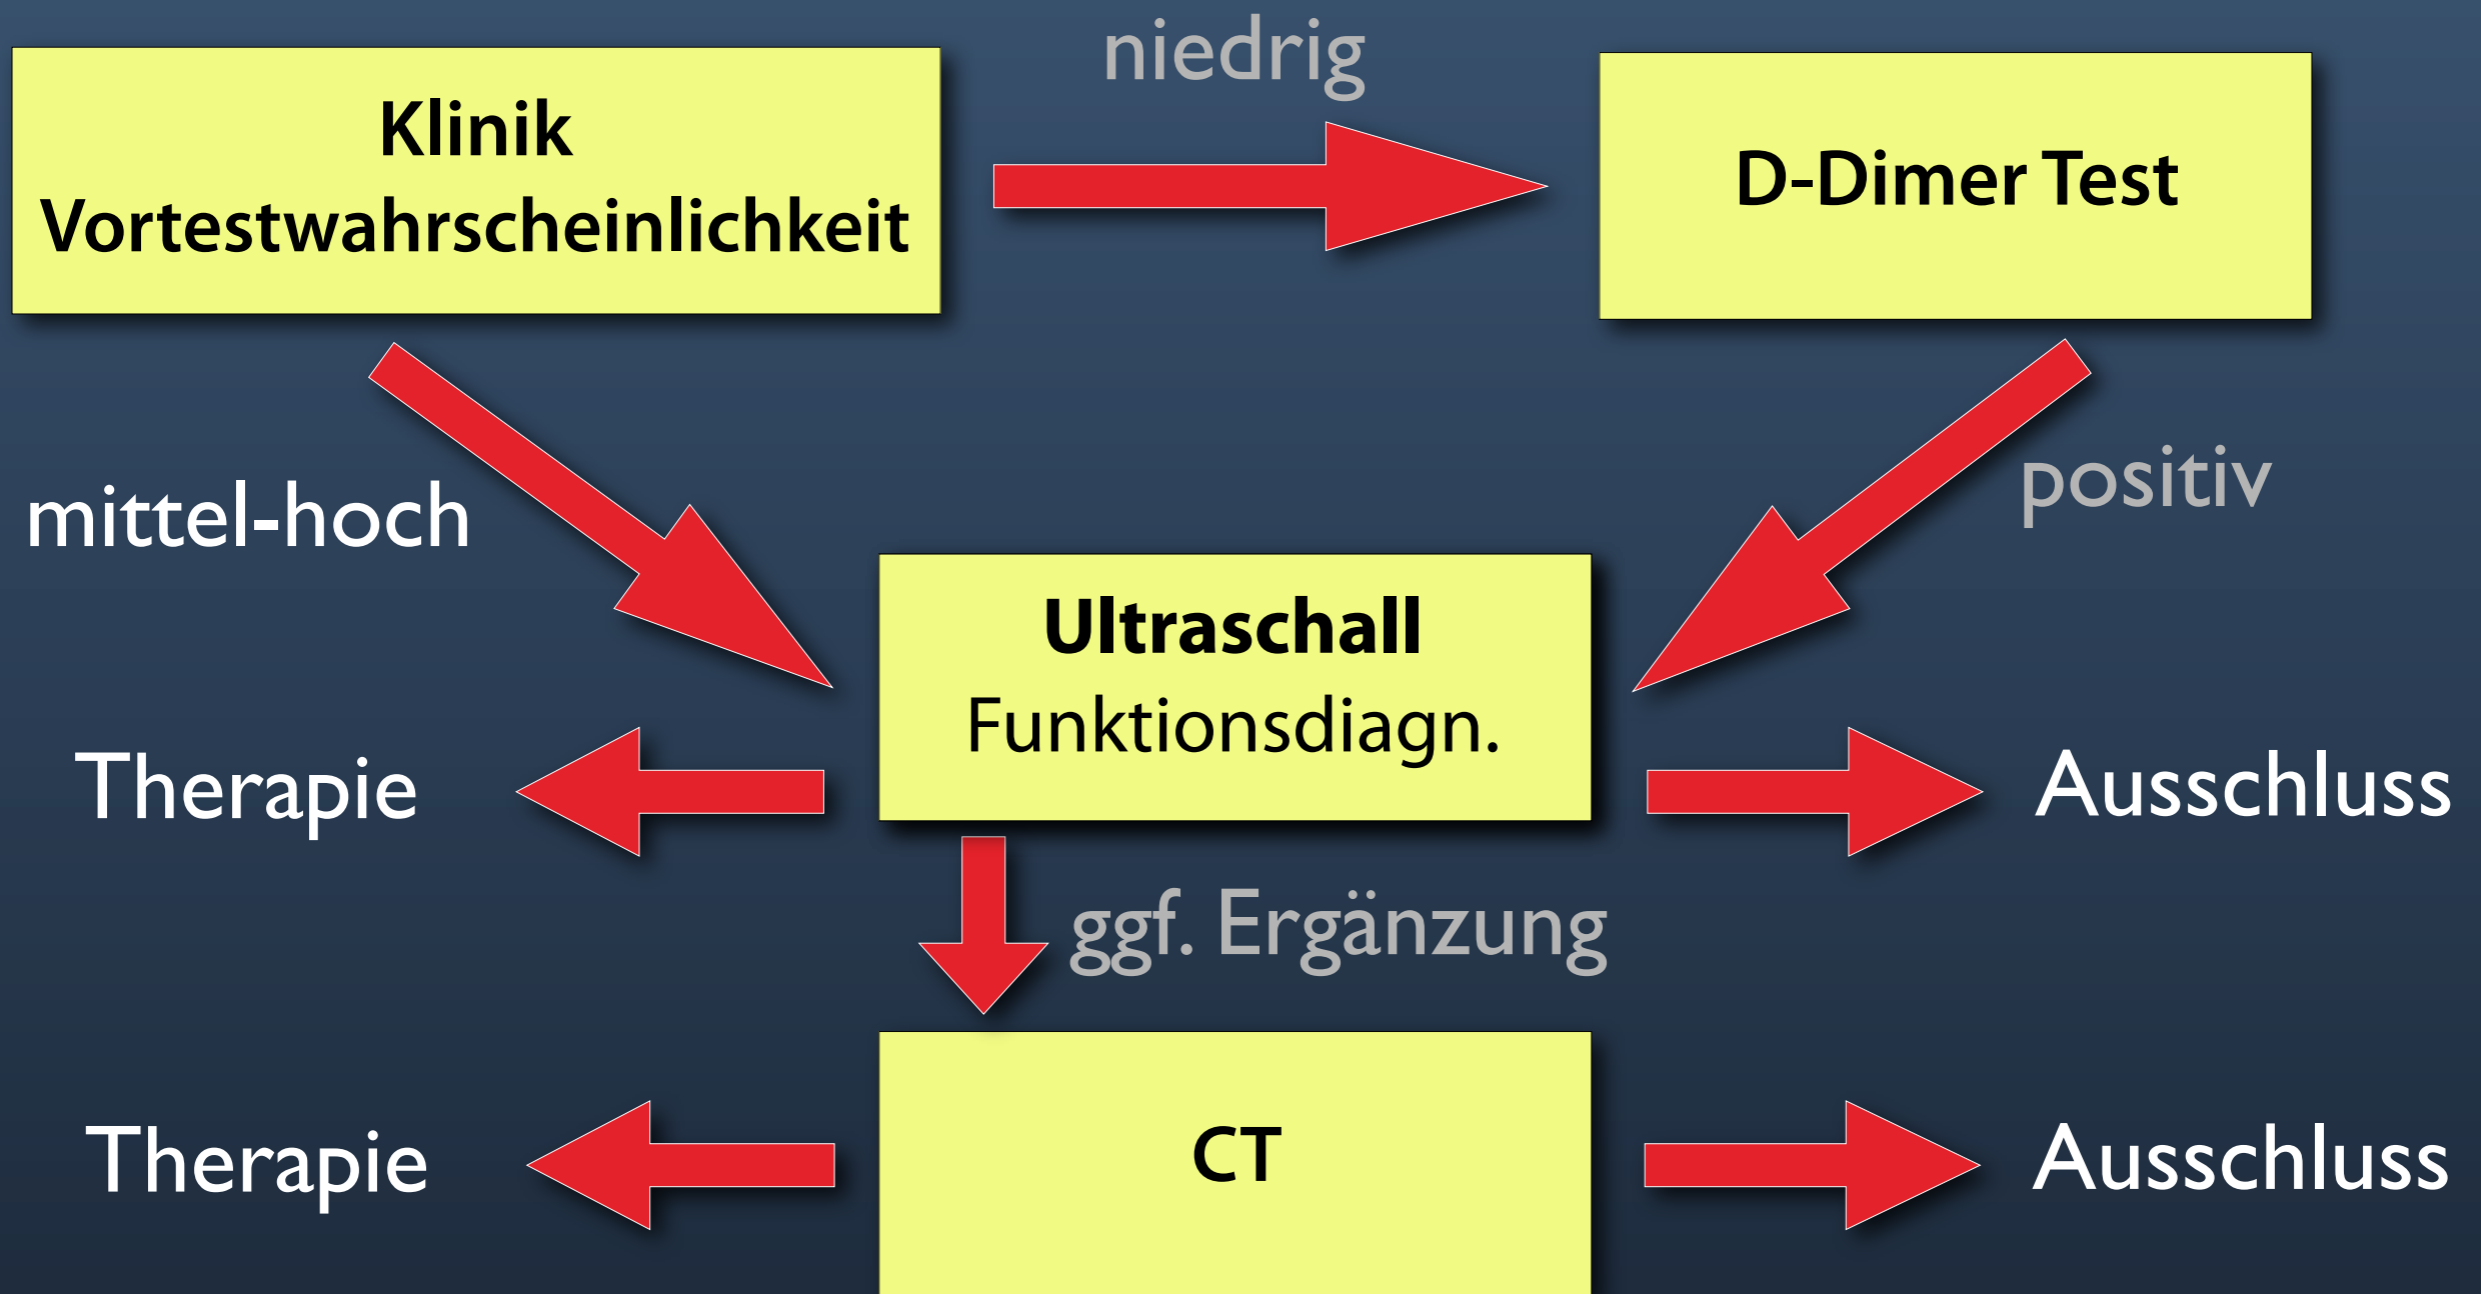 niedrig
Klinik
Vortestwahrscheinlichkeit
D-Dimer Test
mittel-hoch
positiv
Ultraschall
Funktionsdiagn.
Therapie
Ausschluss
ggf. Ergänzung
CT
Therapie
Ausschluss